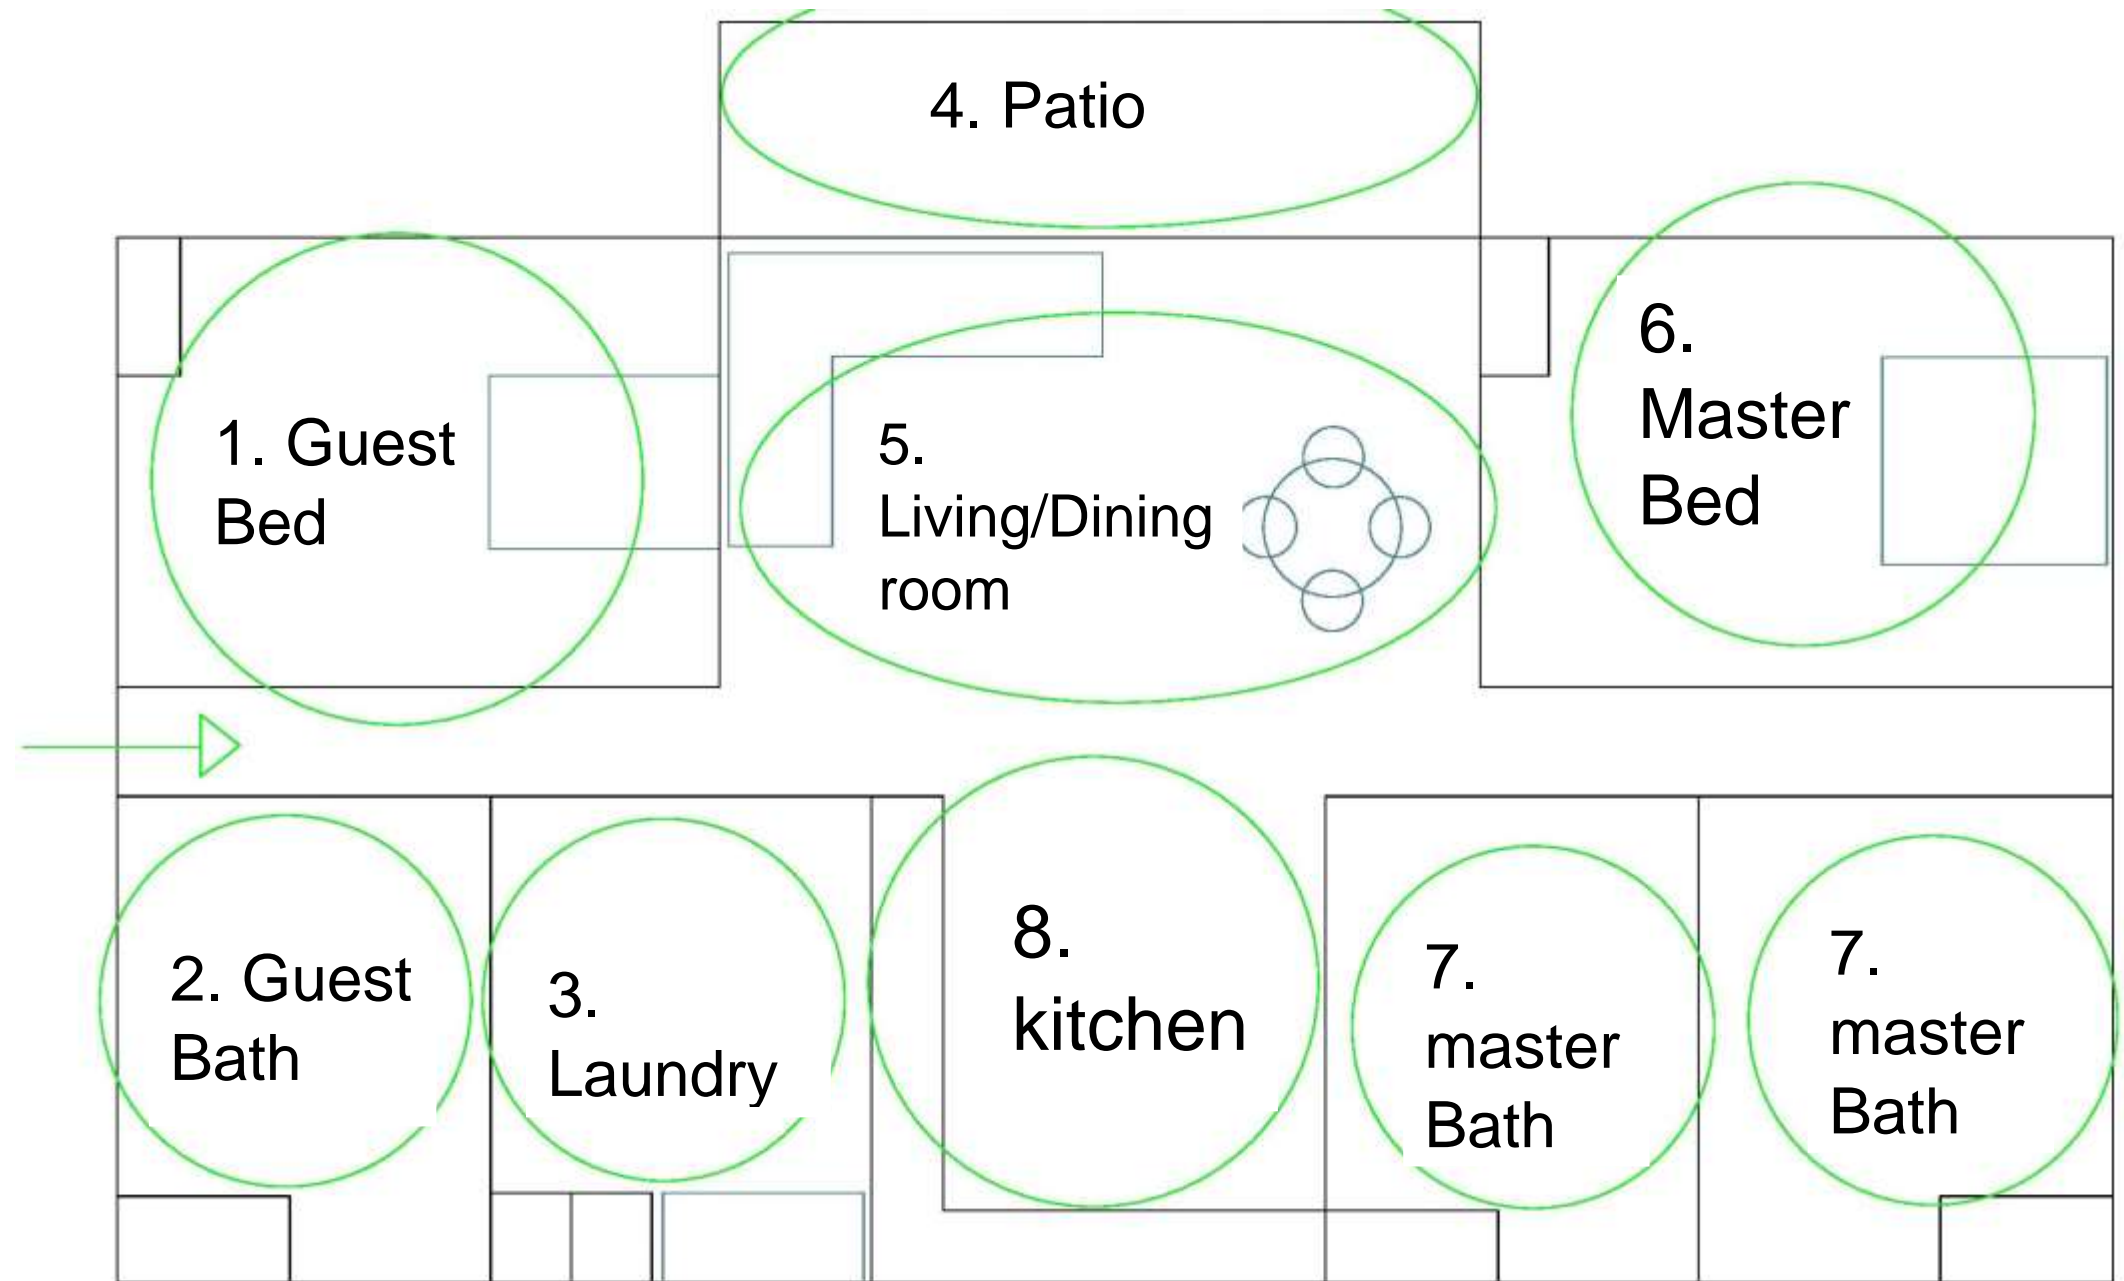 4. Patio
1. Guest
Bed
5.
Living/Dining
room
6.
Master
Bed
2. Guest
Bath
3.
Laundry
8.
kitchen
7.
master
Bath
7.
master
Bath